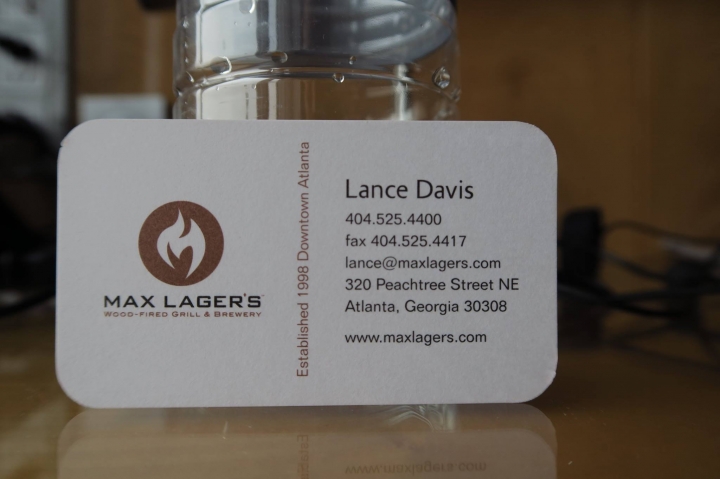 MAX LAGER'S
WOOD-FIRED GRILL & BREWERY
Established 1998 Downtown Atlanta
Lance Davis
404.525.4400
fax 404.525.4417
lance@maxlagers.com
320 Peachtree Street NE
Atlanta, Georgia 30308
www.maxlagers.com